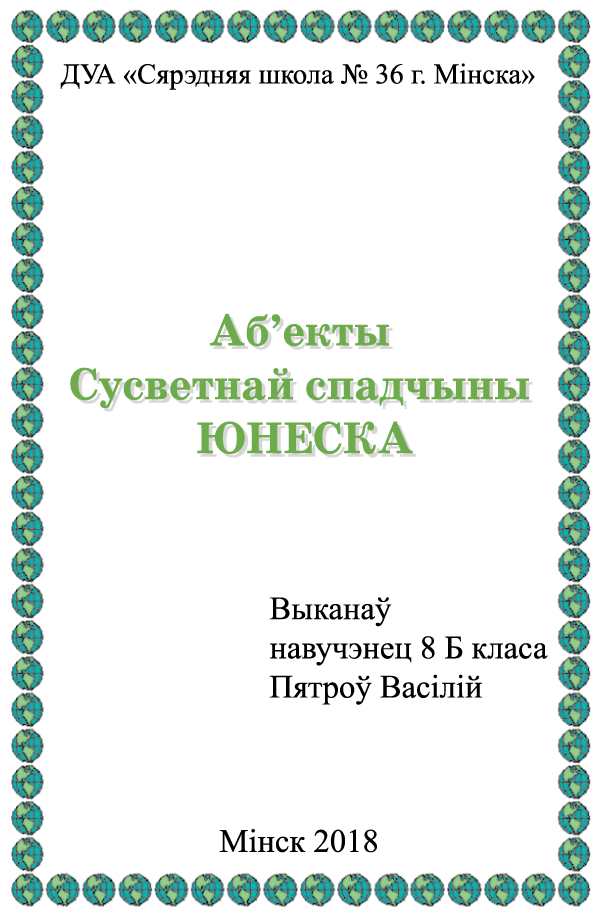 ДУА «Сярэдняя школа № 36 г. Мінска»
Аб’екты
Сусветнай спадчыны
ЮНЕСКА
Выканаў
навучэнец 8 Б класа
Пятроў Васілій
Мінск 2018